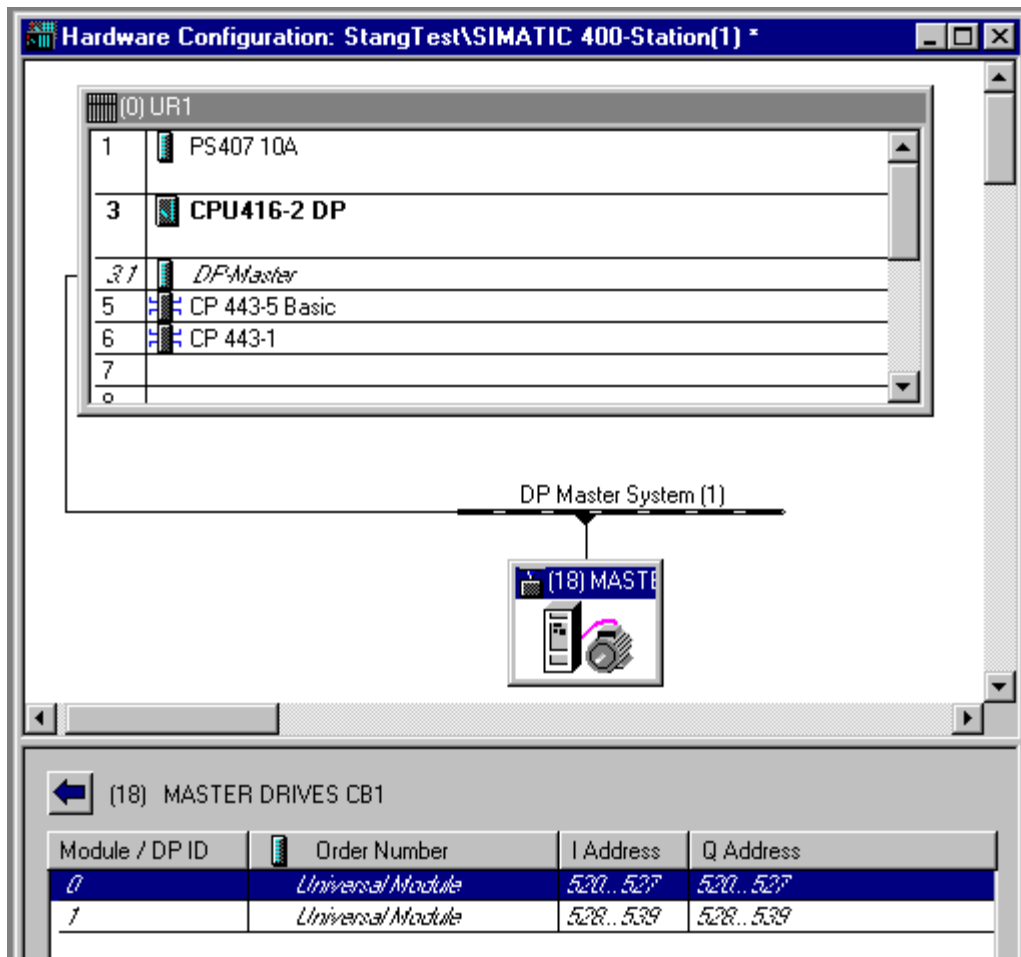 Hardware Configuration: StangTest\SIMATIC 400-Station(1) *
(0) UR1
1 PS407 10A
3 CPU416-2 DP
3.1 DP-Master
5 CP 443-5 Basic
6 CP 443-1
7
8
DP Master System (1)
(18) MASTE
(18) MASTER DRIVES CB1
Module / DP ID Order Number I Address Q Address
0 Universal Module 520...527 520...527
1 Universal Module 528...539 528...539